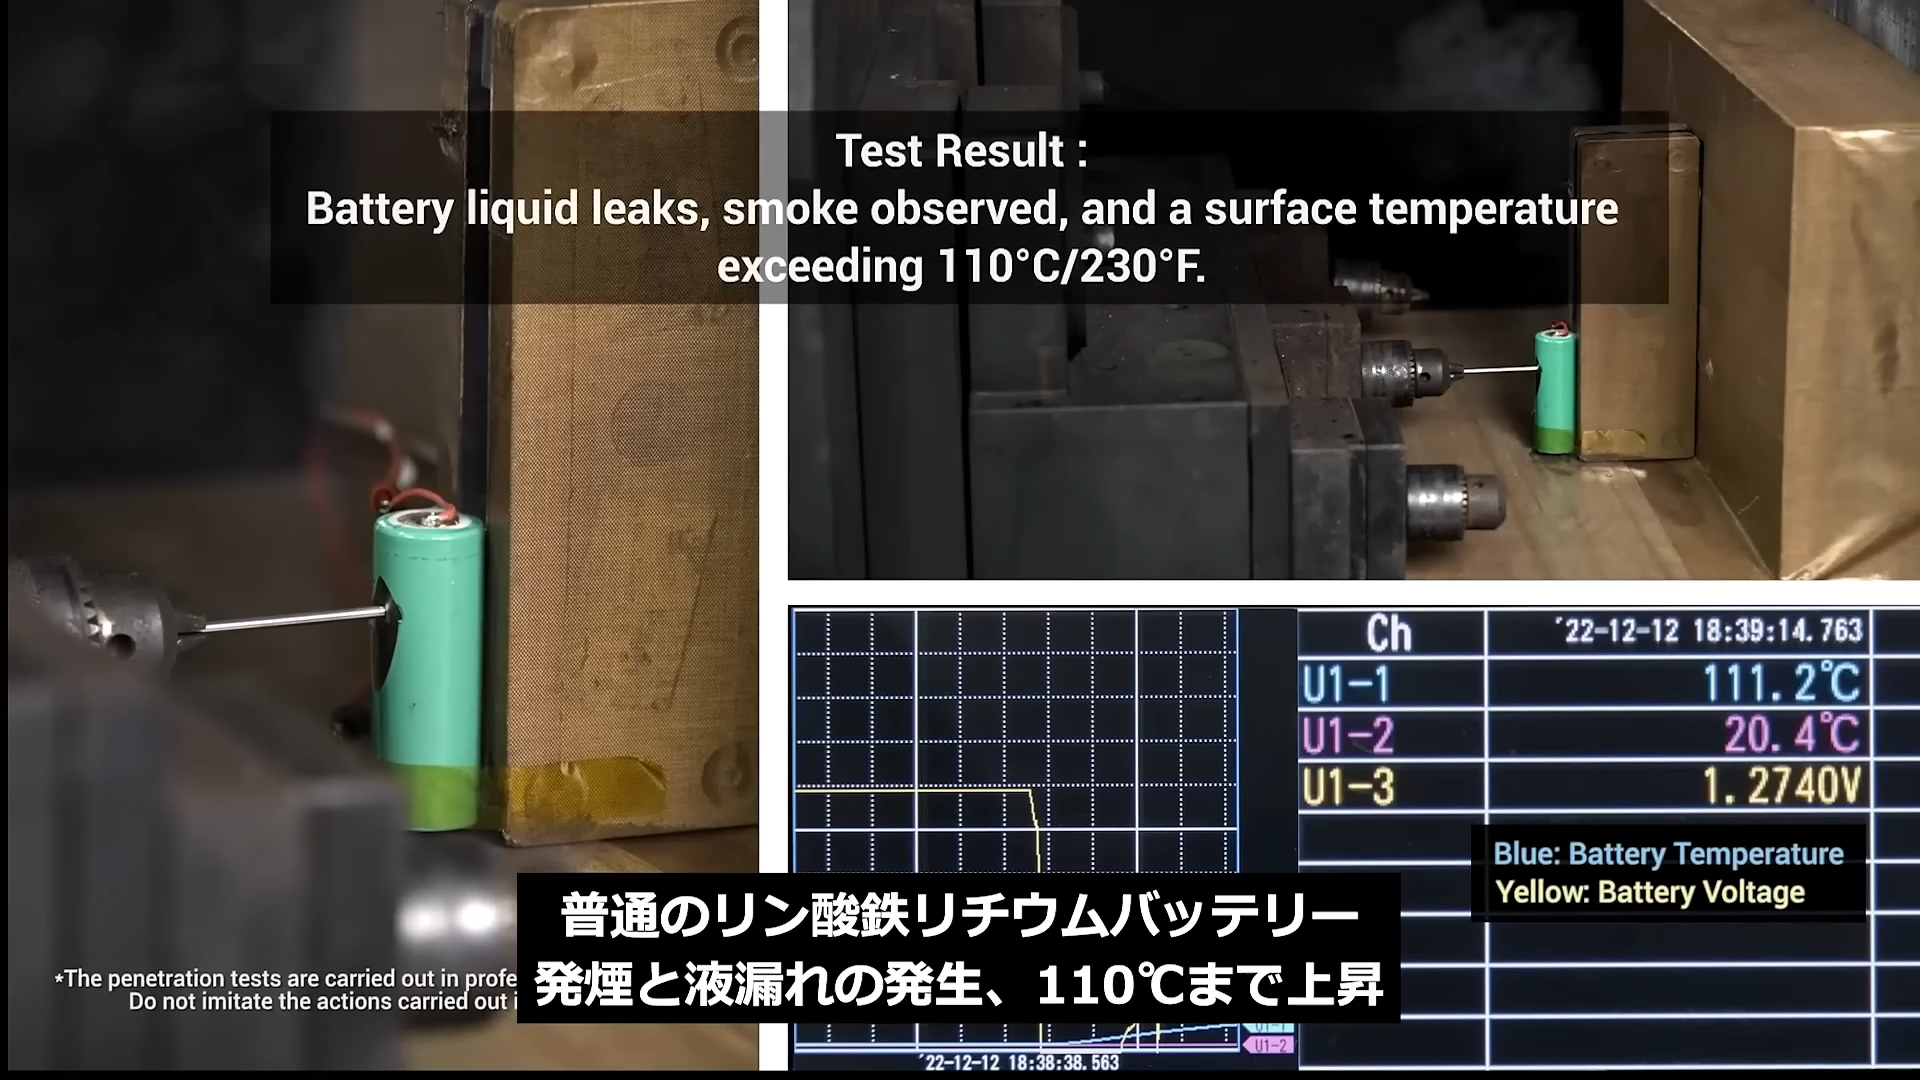 Test Result :
Battery liquid leaks, smoke observed, and a surface temperature
exceeding 110°C/230°F.
Ch
'22-12-12 18:39:14.763
U1-1
111.2℃
U1-2
20.4℃
U1-3
1.2740V
Blue: Battery Temperature
Yellow: Battery Voltage
普通のリン酸鉄リチウムバッテリー
発煙と液漏れの発生、110℃まで上昇
*The penetration tests are carried out in
Do not imitate the actions carried out
U1-1
U1-2
'22-12-12 18:38:38.563